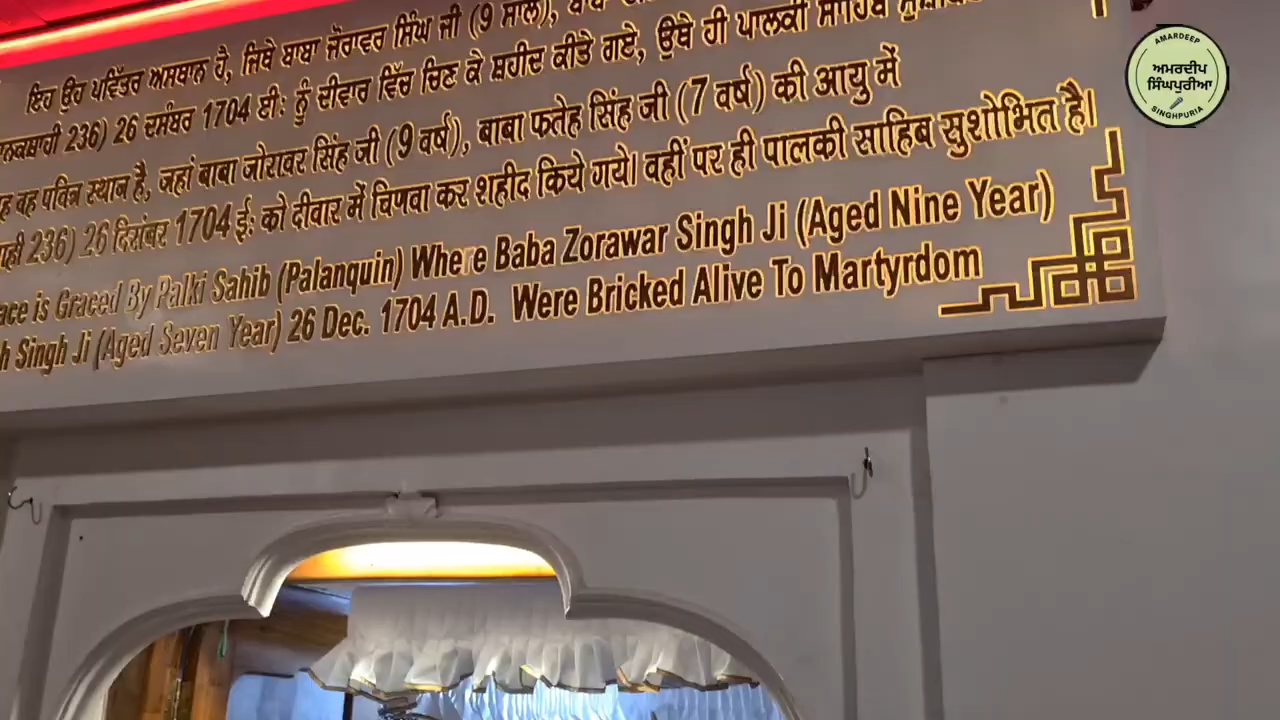 ਇਹ ਉਹ ਪਵਿੱਤਰ ਅਸਥਾਨ ਹੈ, ਜਿਥੇ ਬਾਬਾ ਜੋਰਾਵਰ ਸਿੰਘ ਜੀ (9 ਸਾਲ), ਬਾਬਾ
236) 26 ਦਸੰਬਰ 1704 ਈ: ਨੂੰ ਦੀਵਾਰ ਵਿੱਚ ਚਿਣ ਕੇ ਸ਼ਹੀਦ ਕੀਤੇ ਗਏ, ਉਥੇ ਹੀ ਪਾਲਕੀ ਸਾਹਿਬ
वह पवित्र स्थान है, जहां बाबा जोरावर सिंह जी (9 वर्ष), बाबा फतेह सिंह जी (7 वर्ष) की आयु में
236) 26 दिसंबर 1704 ई: को दीवार में चिणवा कर शहीद किये गये। वहीं पर ही पालकी साहिब सुशोभित है।
is Graced By Palki Sahib (Palanquin) Where Baba Zorawar Singh Ji (Aged Nine Year)
Singh Ji (Aged Seven Year) 26 Dec. 1704 A.D. Were Bricked Alive To Martyrdom
AMARDEEP
ਅਮਰਦੀਪ
ਸਿੰਘਪੁਰੀਆ
SINGHPURIA